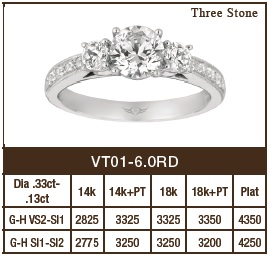 Three Stone
VT01-6.0RD
Dia .33ct-.13ct 14k 14k+PT 18k 18k+PT Plat
G-H VS2-SI1 2825 3325 3325 3350 4350
G-H SI1-SI2 2775 3250 3250 3200 4250